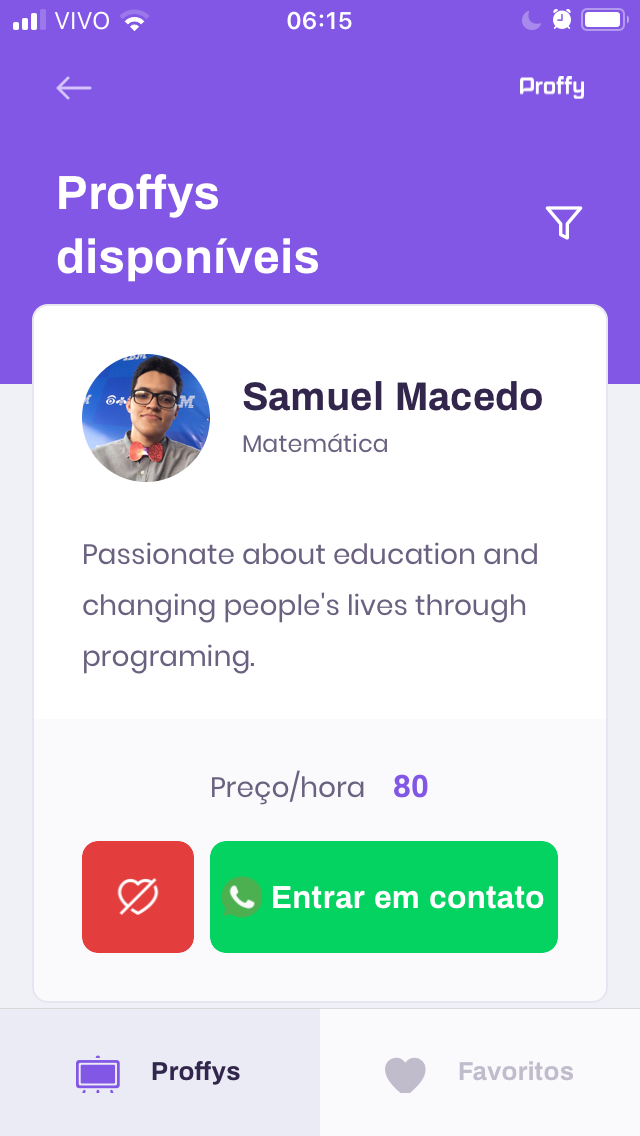 VIVO 06:15
Proffy
Proffys
disponíveis
IBM
Samuel Macedo
Matemática
Passionate about education and
changing people's lives through
programing.
Preço/hora 80
Entrar em contato
Proffys Favoritos